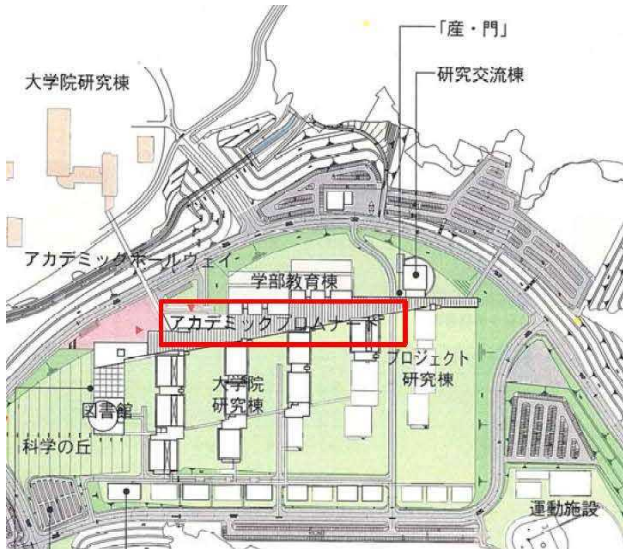 「産・門」
研究交流棟
大学院研究棟
アカデミックホールウェイ
学部教育棟
アカデミックプロムナード
プロジェクト
研究棟
大学院
研究棟
図書館
科学の丘
運動施設